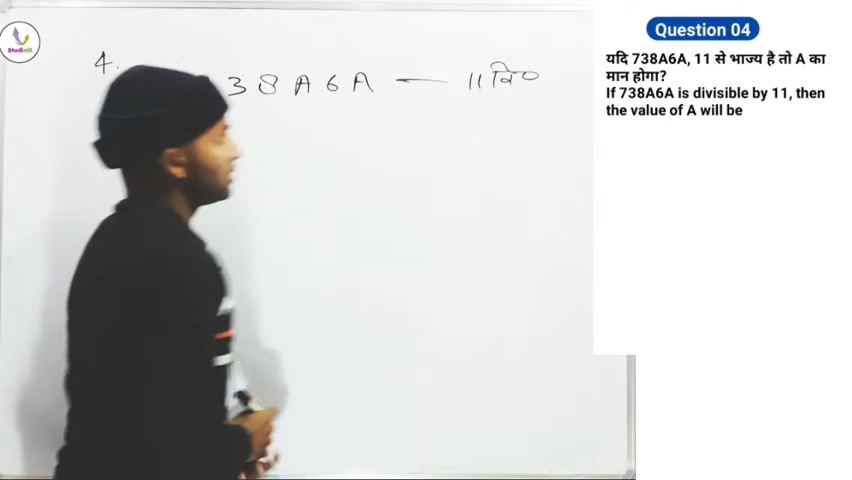 StudiniX
4.
38A6A — 11 वि०
Question 04
यदि 738A6A, 11 से भाज्य है तो A का
मान होगा?
If 738A6A is divisible by 11, then
the value of A will be